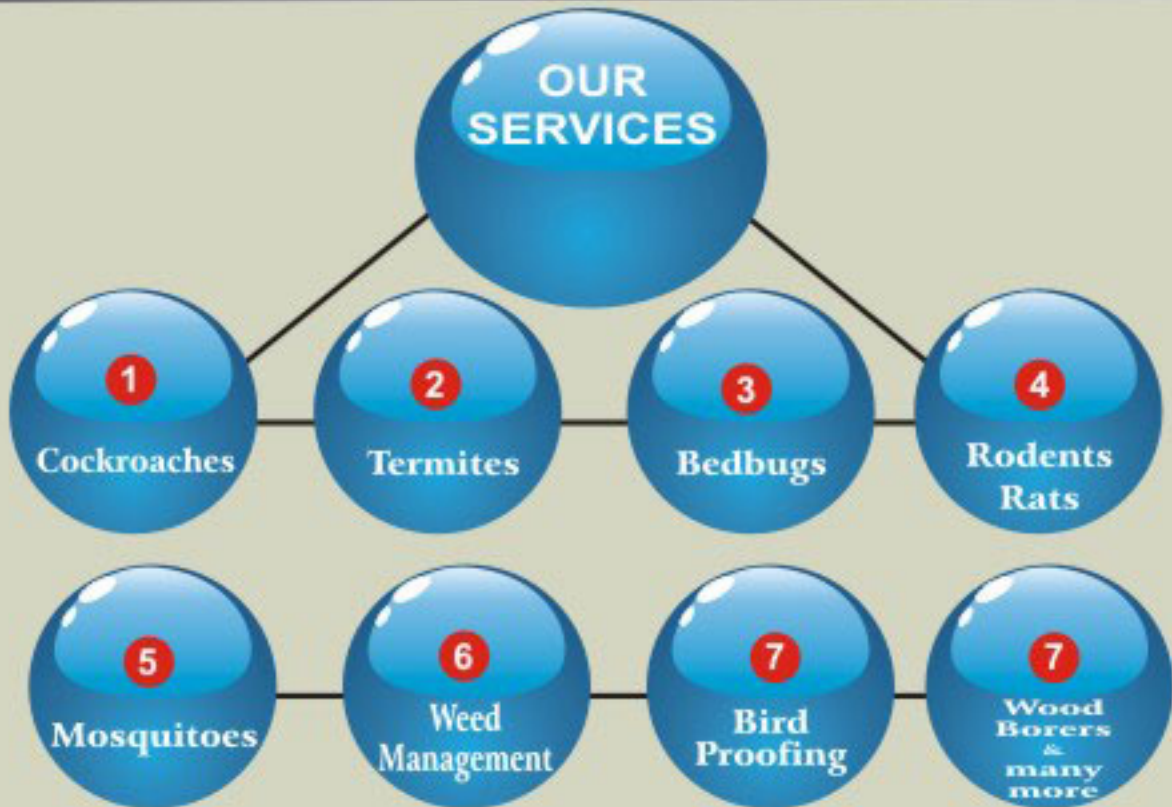 OUR
SERVICES
1
Cockroaches
2
Termites
3
Bedbugs
4
Rodents
Rats
5
Mosquitoes
6
Weed
Management
7
Bird
Proofing
7
Wood
Borers
&
many
more